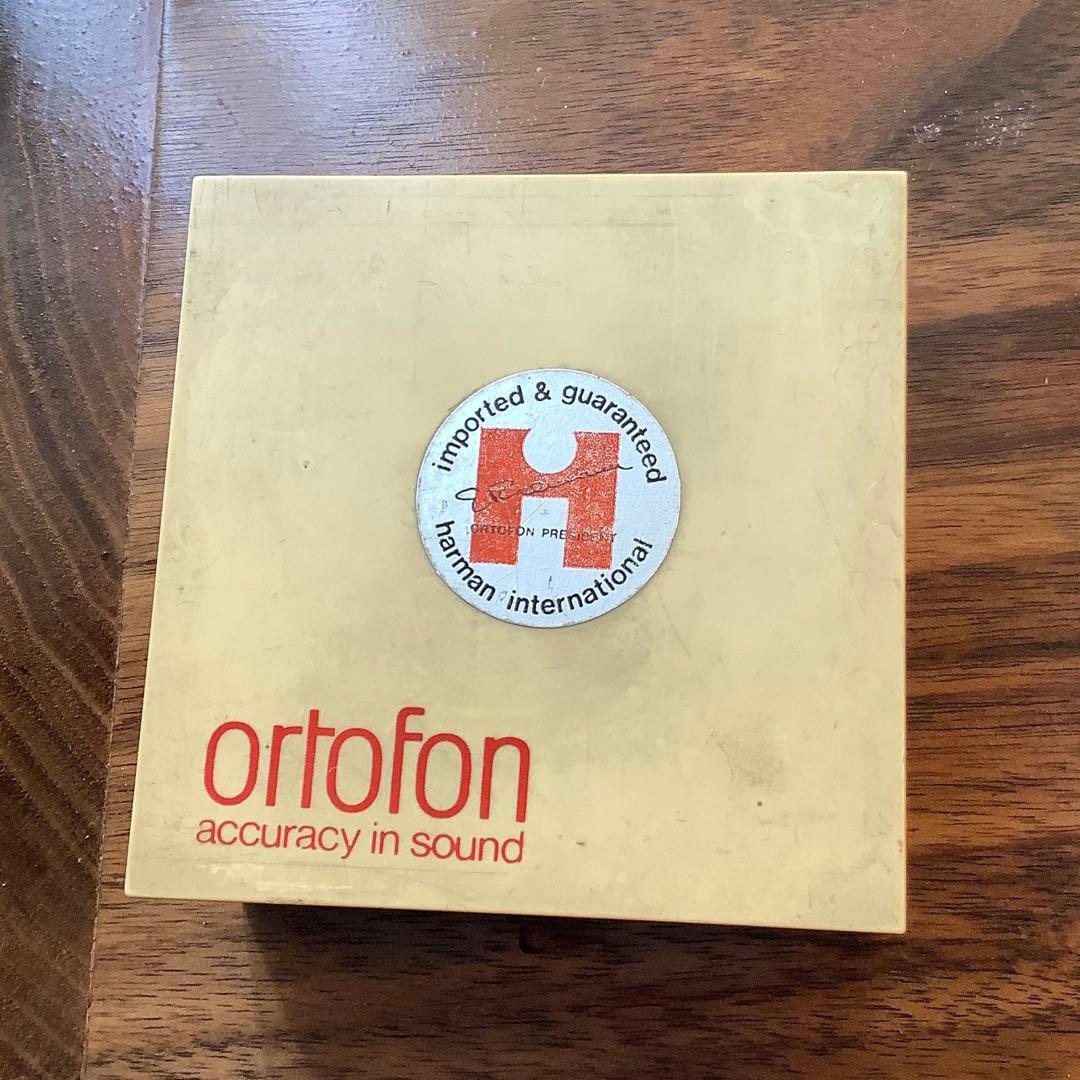 imported & guaranteed
ORTOFON PRESIDENT
harman international
ortofon
accuracy in sound